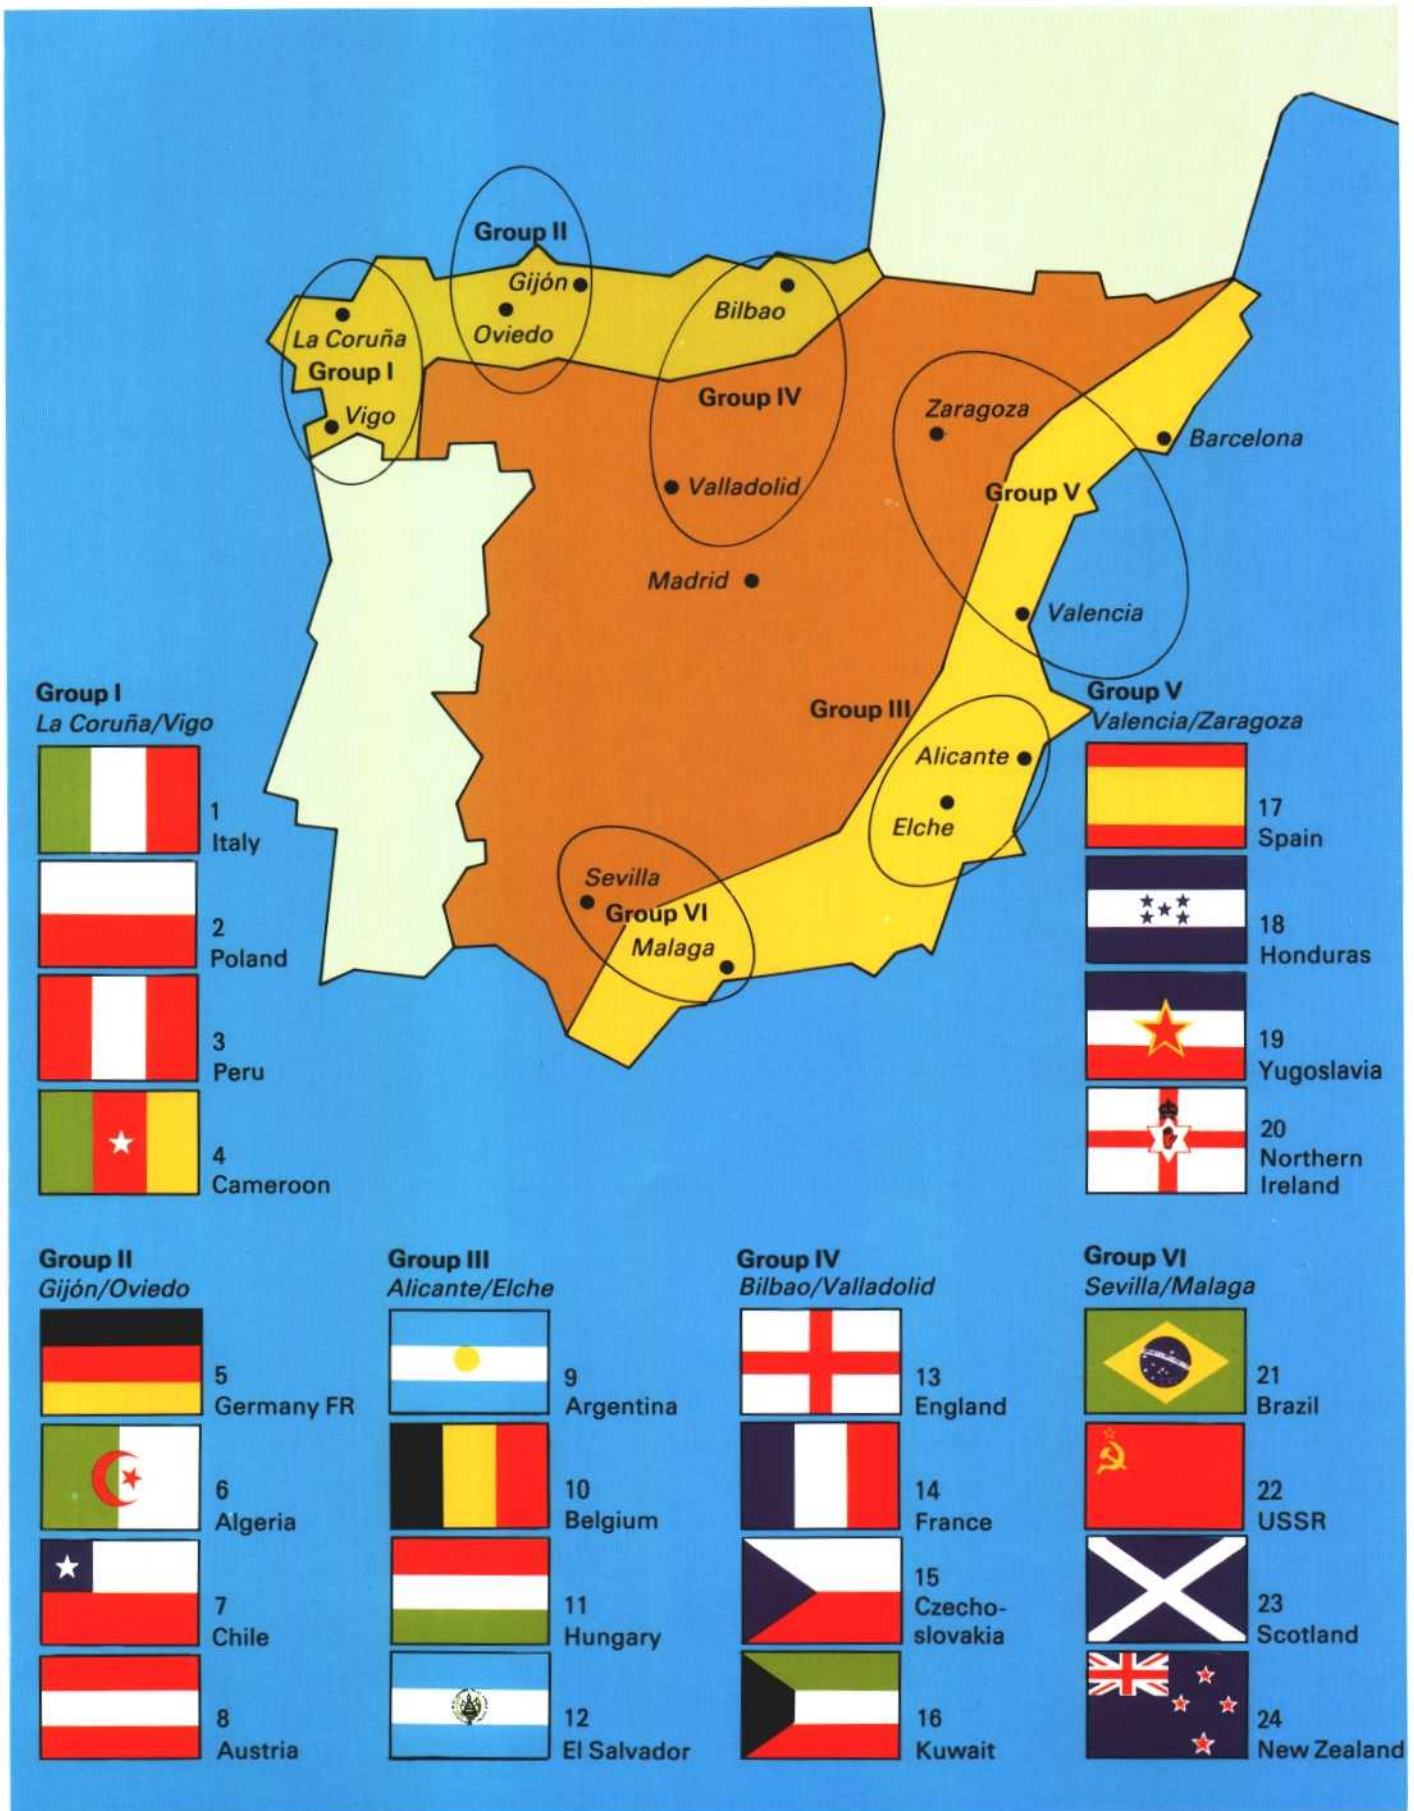 Group II
Gijón
Oviedo
Bilbao
La Coruña
Group I
Vigo
Group IV
Zaragoza
Barcelona
Valladolid
Group V
Madrid
Valencia
Group III
Alicante
Elche
Sevilla
Group VI
Malaga
Group I
La Coruña/Vigo
1
Italy
2
Poland
3
Peru
4
Cameroon
Group V
Valencia/Zaragoza
17
Spain
18
Honduras
19
Yugoslavia
20
Northern
Ireland
Group II
Gijón/Oviedo
5
Germany FR
6
Algeria
7
Chile
8
Austria
Group III
Alicante/Elche
9
Argentina
10
Belgium
11
Hungary
12
El Salvador
Group IV
Bilbao/Valladolid
13
England
14
France
15
Czecho-
slovakia
16
Kuwait
Group VI
Sevilla/Malaga
21
Brazil
22
USSR
23
Scotland
24
New Zealand